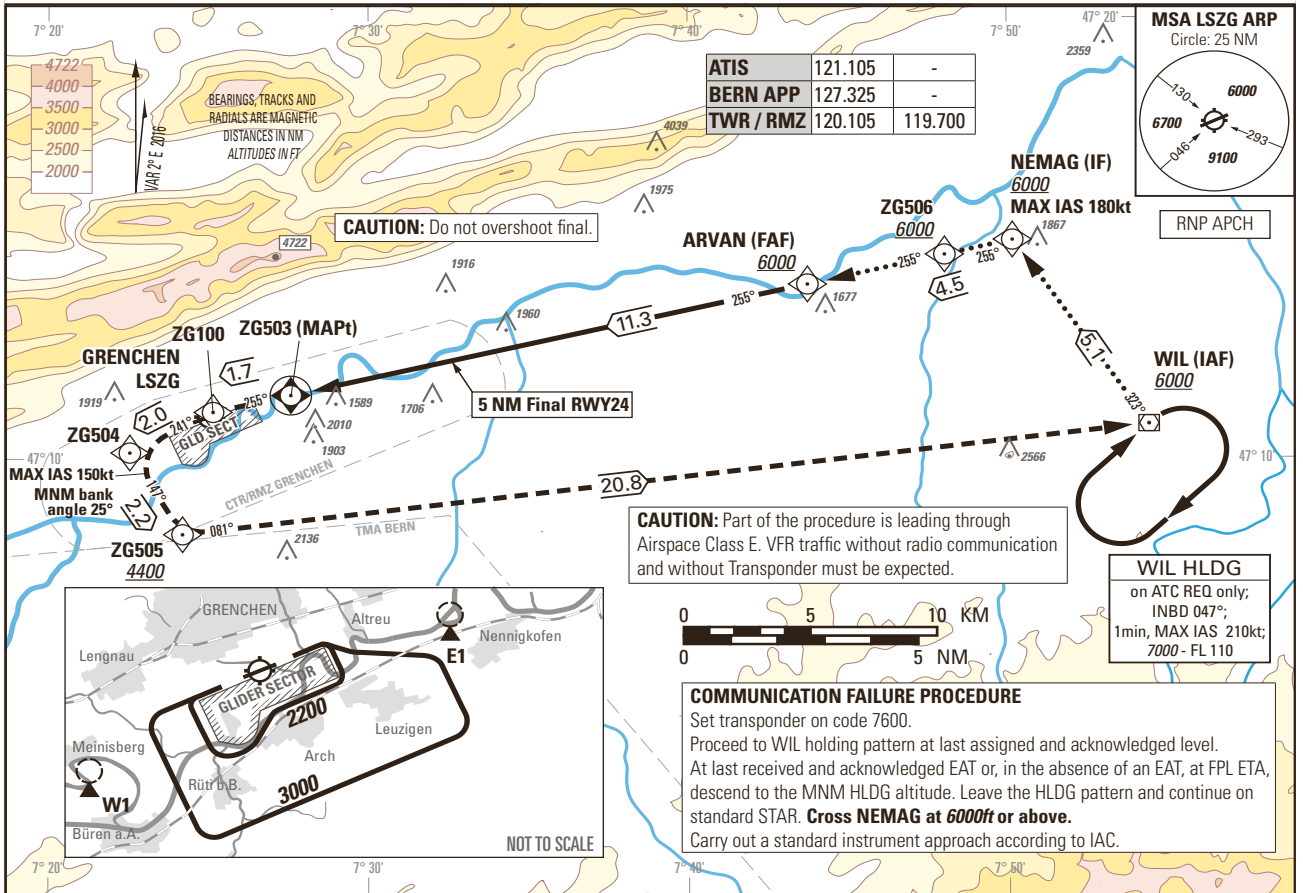 7° 20'
7° 30'
7° 40'
7° 50'
47° 20'
4722
4000
3500
3000
2500
2000
VAR 2° E 2016
BEARINGS, TRACKS AND
RADIALS ARE MAGNETIC
DISTANCES IN NM
ALTITUDES IN FT
ATIS 121.105 -
BERN APP 127.325 -
TWR / RMZ 120.105 119.700
MSA LSZG ARP
Circle: 25 NM
130
6000
6700
293
046
9100
RNP APCH
2359
4039
1975
CAUTION: Do not overshoot final.
4722
1916
NEMAG (IF)
6000
MAX IAS 180kt
1867
ZG506
6000
ARVAN (FAF)
6000
255°
255°
4.5
1677
255°
11.3
1960
5.1
WIL (IAF)
6000
323°
ZG100
ZG503 (MAPt)
GRENCHEN
LSZG
1.7
255°
1919
2.0
241°
GLD SECT
1589
2010
1903
1706
5 NM Final RWY24
ZG504
47° 10'
MAX IAS 150kt
MNM bank
angle 25°
147°
2.2
CTR/RMZ GRENCHEN
TMA BERN
ZG505
4400
081°
2136
20.8
2566
47° 10'
CAUTION: Part of the procedure is leading through
Airspace Class E. VFR traffic without radio communication
and without Transponder must be expected.
WIL HLDG
on ATC REQ only;
INBD 047°;
1min, MAX IAS 210kt;
7000 - FL 110
0 5 10 KM
0 5 NM
GRENCHEN
Altreu
Lengnau
Nennigkofen
E1
GLIDER SECTOR
2200
Leuzigen
Arch
Meinisberg
Rüti b.B.
3000
W1
Büren a.A.
NOT TO SCALE
COMMUNICATION FAILURE PROCEDURE
Set transponder on code 7600.
Proceed to WIL holding pattern at last assigned and acknowledged level.
At last received and acknowledged EAT or, in the absence of an EAT, at FPL ETA,
descend to the MNM HLDG altitude. Leave the HLDG pattern and continue on
standard STAR. Cross NEMAG at 6000ft or above.
Carry out a standard instrument approach according to IAC.
7° 20'
7° 30'
7° 40'
7° 50'